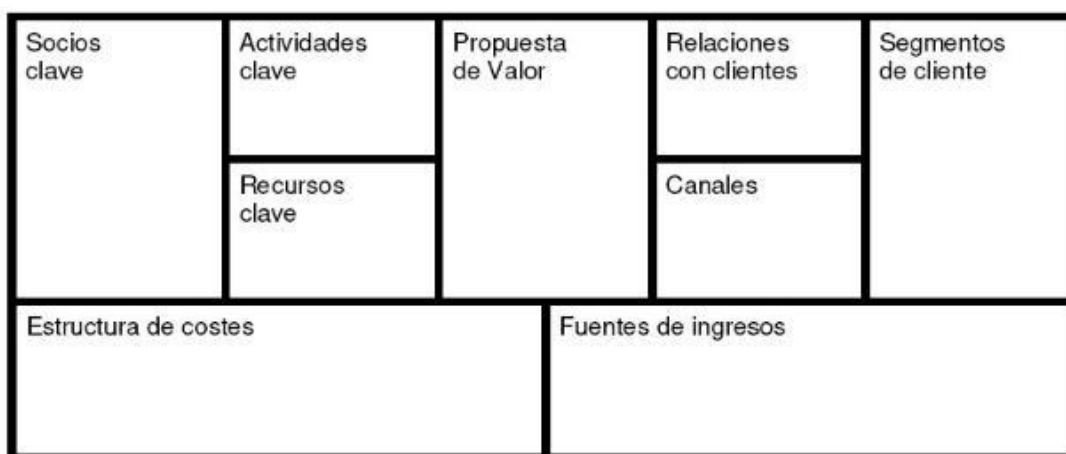 Socios
clave
Actividades
clave
Recursos
clave
Propuesta
de Valor
Relaciones
con clientes
Canales
Segmentos
de cliente
Estructura de costes
Fuentes de ingresos